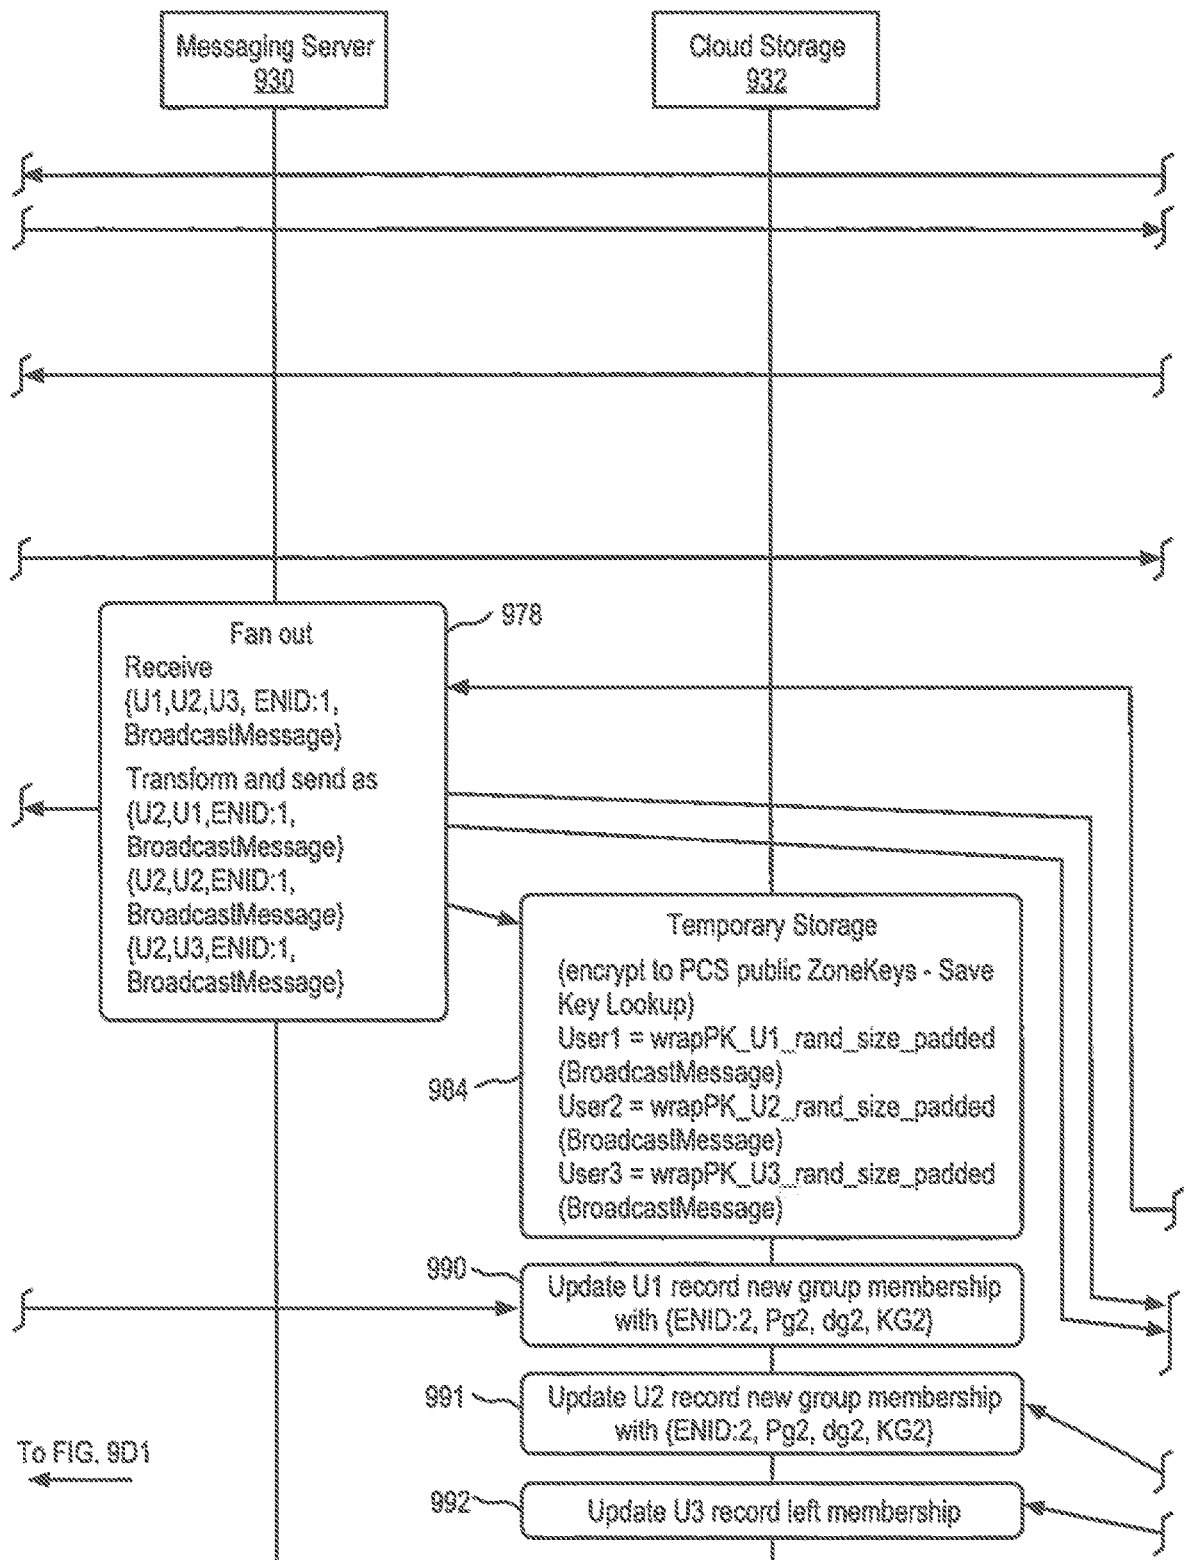 Messaging Server
930
Cloud Storage
932
978
Fan out
Receive
{U1,U2,U3, ENID:1,
BroadcastMessage}
Transform and send as
{U2,U1,ENID:1,
BroadcastMessage}
{U2,U2,ENID:1,
BroadcastMessage}
{U2,U3,ENID:1,
BroadcastMessage}
984
Temporary Storage
(encrypt to PCS public ZoneKeys - Save
Key Lookup)
User1 = wrapPK_U1_rand_size_padded
(BroadcastMessage)
User2 = wrapPK_U2_rand_size_padded
(BroadcastMessage)
User3 = wrapPK_U3_rand_size_padded
(BroadcastMessage)
990
Update U1 record new group membership
with {ENID:2, Pg2, dg2, KG2}
991
Update U2 record new group membership
with {ENID:2, Pg2, dg2, KG2}
To FIG. 9D1
992
Update U3 record left membership